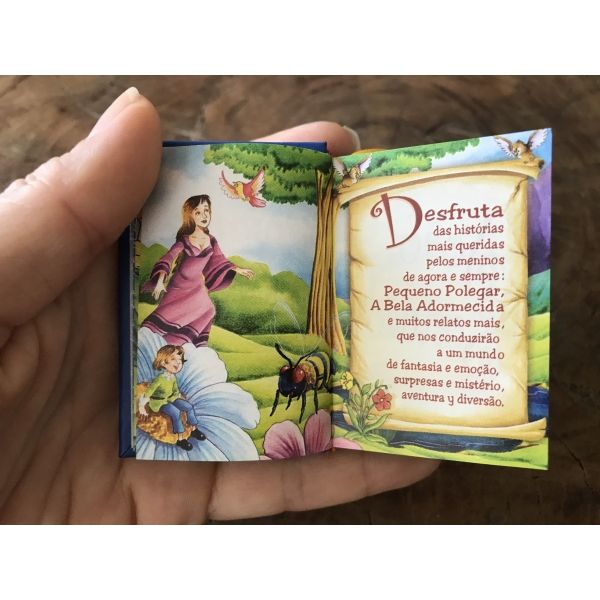 Desfruta
das histórias
mais queridas
pelos meninos
de agora e sempre:
Pequeno Polegar,
A Bela Adormecida
e muitos relatos mais,
que nos conduzirão
a um mundo
de fantasia e emoção,
surpresas e mistério,
aventura y diversão.